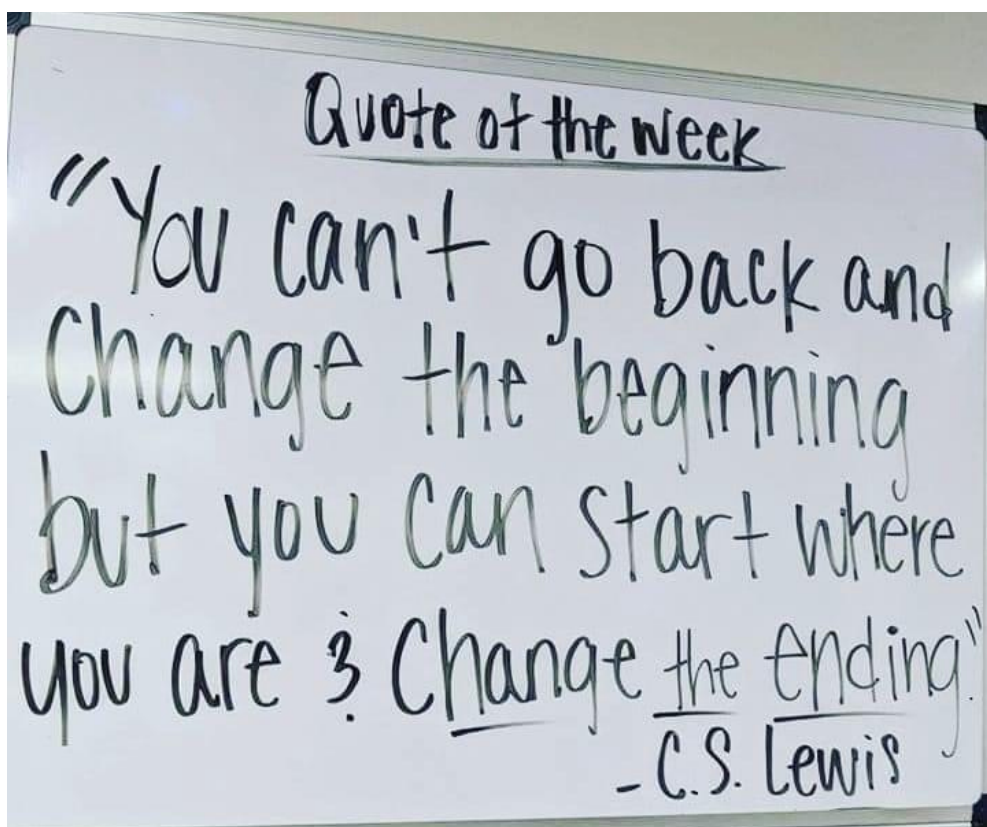 Quote of the week
"You can't go back and
Change the beginning
but you can start where
you are & Change the ending."
- C.S. Lewis